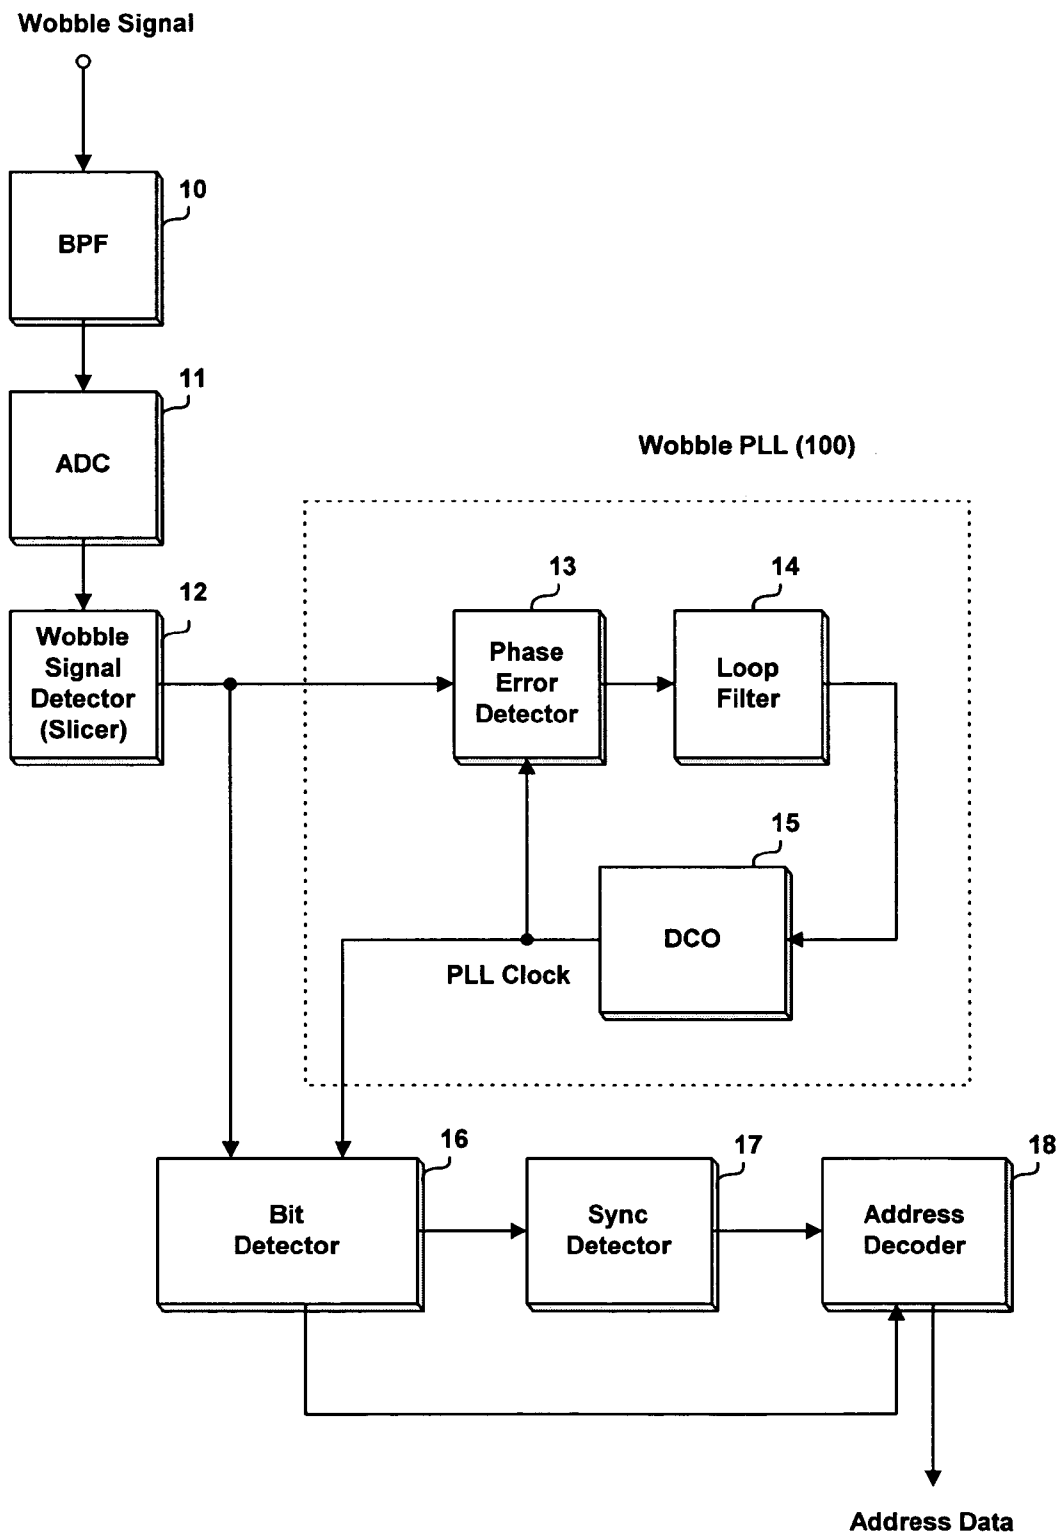 Wobble Signal
10
BPF
11
ADC
Wobble PLL (100)
12
Wobble
Signal
Detector
(Slicer)
13
Phase
Error
Detector
14
Loop
Filter
15
DCO
PLL Clock
16
Bit
Detector
17
Sync
Detector
18
Address
Decoder
Address Data